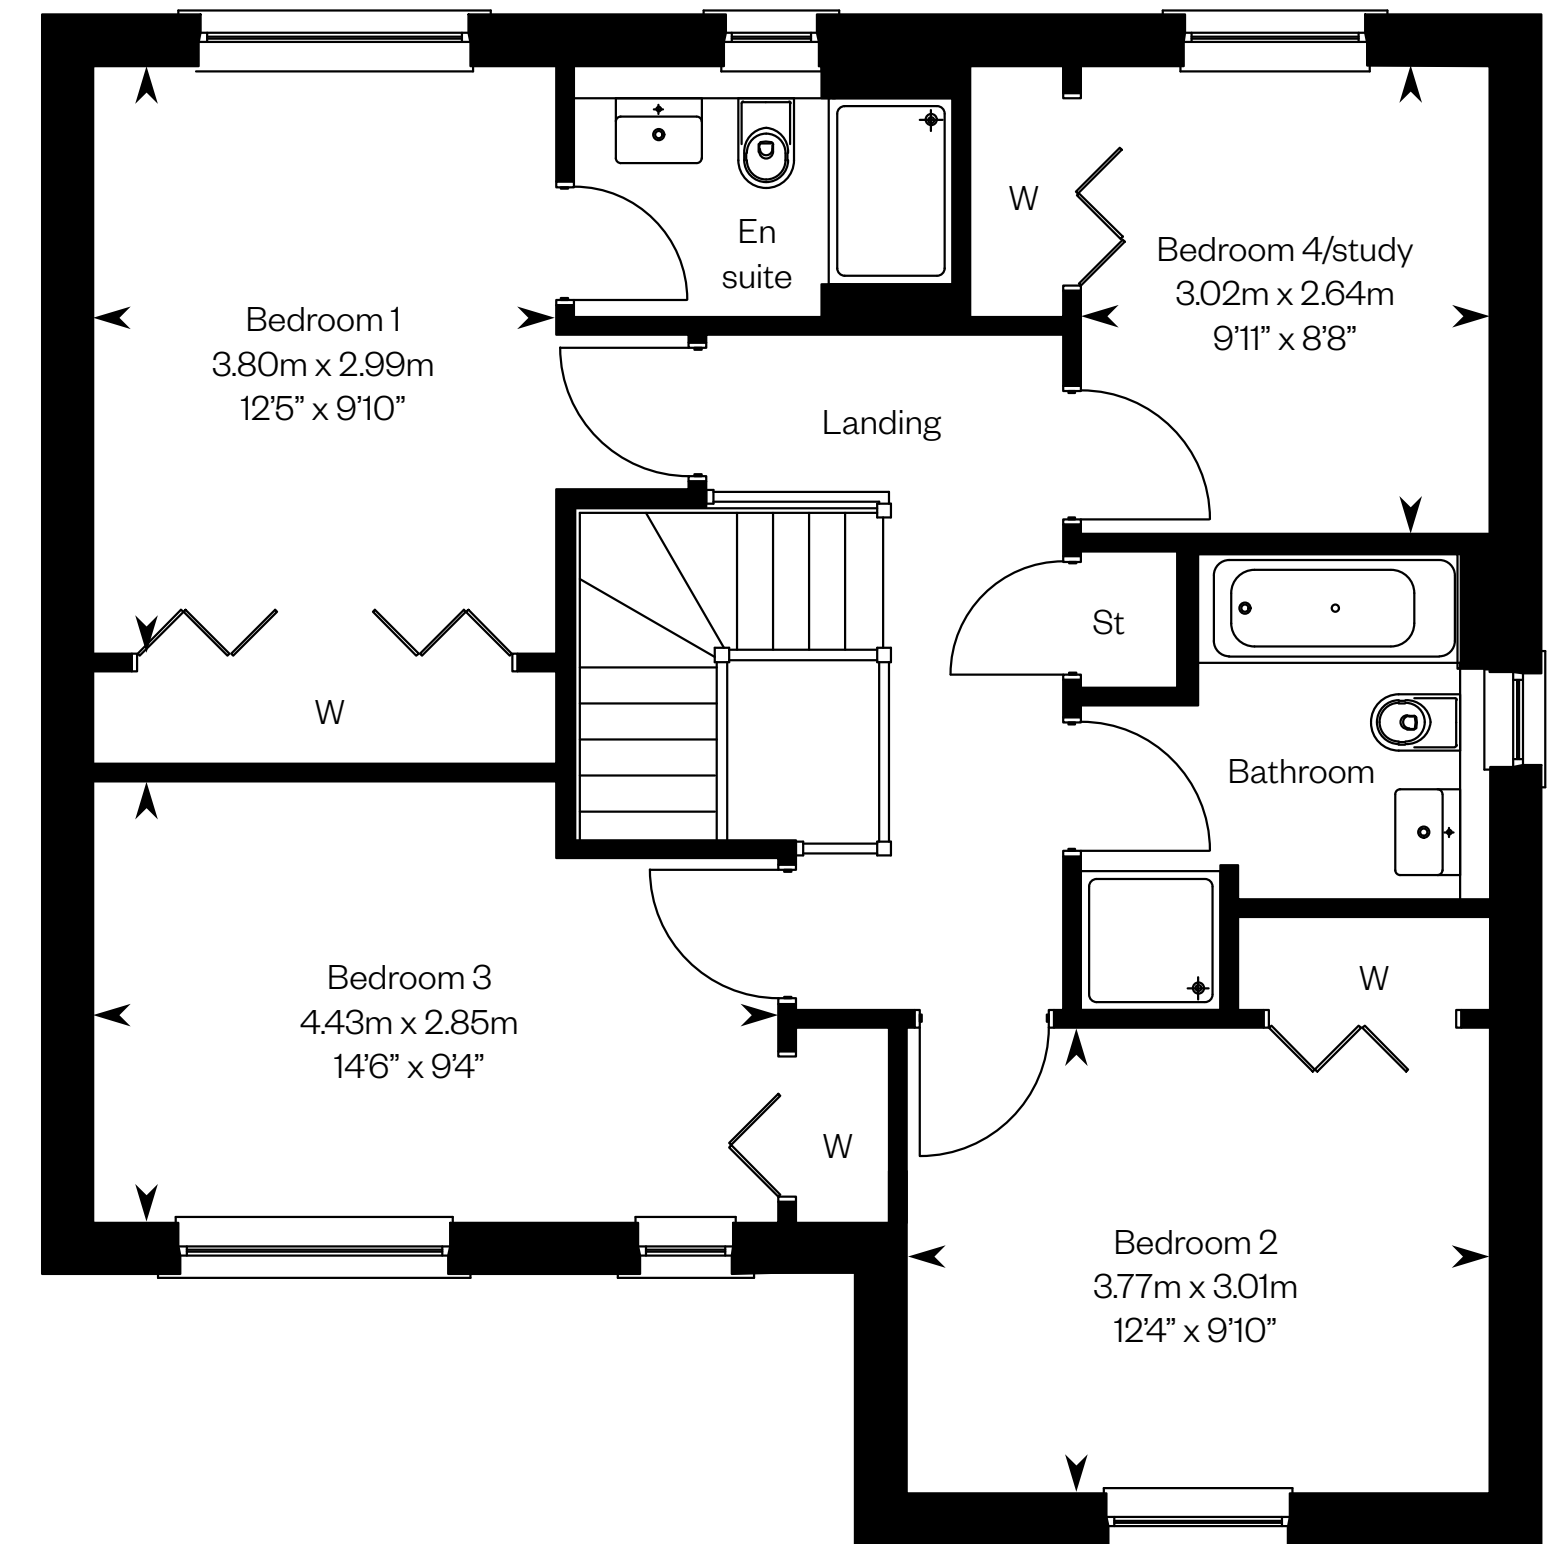 En
suite
W
Bedroom 4/study
3.02m x 2.64m
9'11” x 8'8”
Bedroom 1
3.80m x 2.99m
12'5” x 9'10”
Landing
St
W
Bathroom
Bedroom 3
4.43m x 2.85m
14'6” x 9'4”
W
W
Bedroom 2
3.77m x 3.01m
12'4” x 9'10”